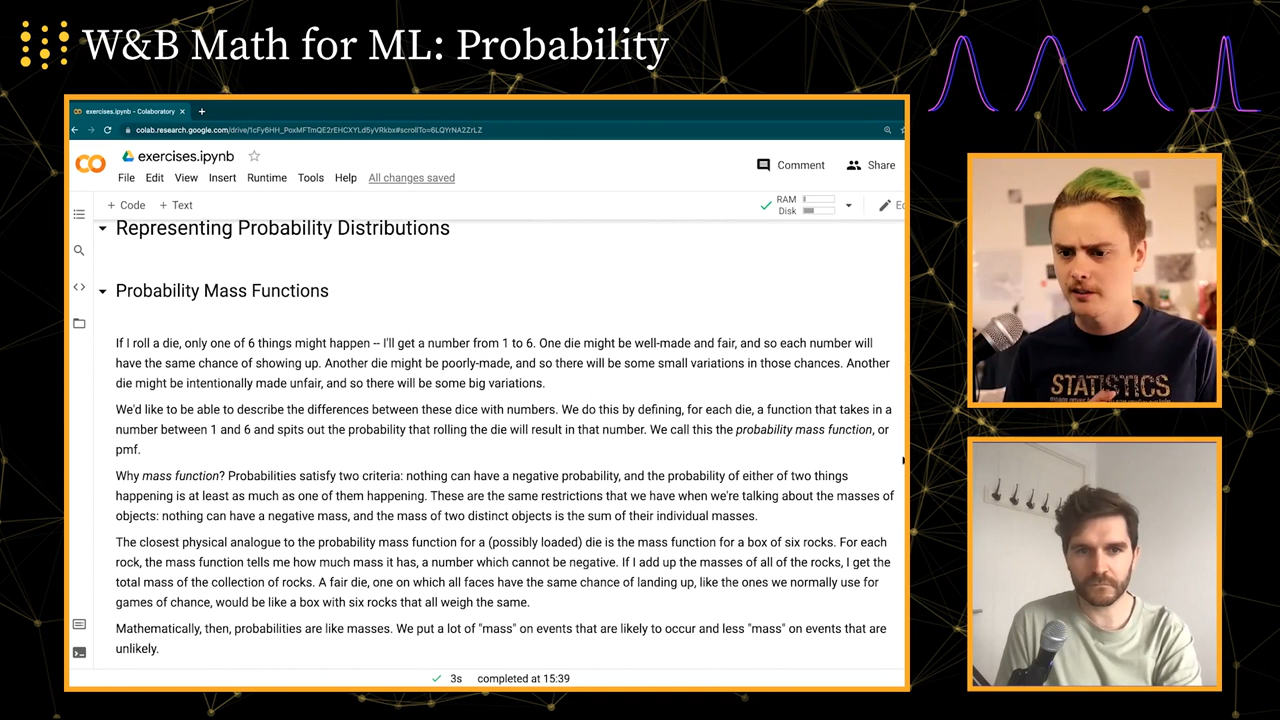 W&B Math for ML: Probability
exercises.ipynb - Colaboratory
colab.research.google.com/drive/1cFy6HH_PoxMFTmQE2rEHCXYLd5yVRkbx#scrollTo=6LQYrNA2ZrLZ
exercises.ipynb
Comment
Share
File Edit View Insert Runtime Tools Help All changes saved
+ Code + Text
RAM
Disk
Representing Probability Distributions
Probability Mass Functions
If I roll a die, only one of 6 things might happen -- I'll get a number from 1 to 6. One die might be well-made and fair, and so each number will
have the same chance of showing up. Another die might be poorly-made, and so there will be some small variations in those chances. Another
die might be intentionally made unfair, and so there will be some big variations.
We'd like to be able to describe the differences between these dice with numbers. We do this by defining, for each die, a function that takes in a
number between 1 and 6 and spits out the probability that rolling the die will result in that number. We call this the probability mass function, or
pmf.
Why mass function? Probabilities satisfy two criteria: nothing can have a negative probability, and the probability of either of two things
happening is at least as much as one of them happening. These are the same restrictions that we have when we're talking about the masses of
objects: nothing can have a negative mass, and the mass of two distinct objects is the sum of their individual masses.
The closest physical analogue to the probability mass function for a (possibly loaded) die is the mass function for a box of six rocks. For each
rock, the mass function tells me how much mass it has, a number which cannot be negative. If I add up the masses of all of the rocks, I get the
total mass of the collection of rocks. A fair die, one on which all faces have the same chance of landing up, like the ones we normally use for
games of chance, would be like a box with six rocks that all weigh the same.
Mathematically, then, probabilities are like masses. We put a lot of "mass" on events that are likely to occur and less "mass" on events that are
unlikely.
3s completed at 15:39
STATISTICS